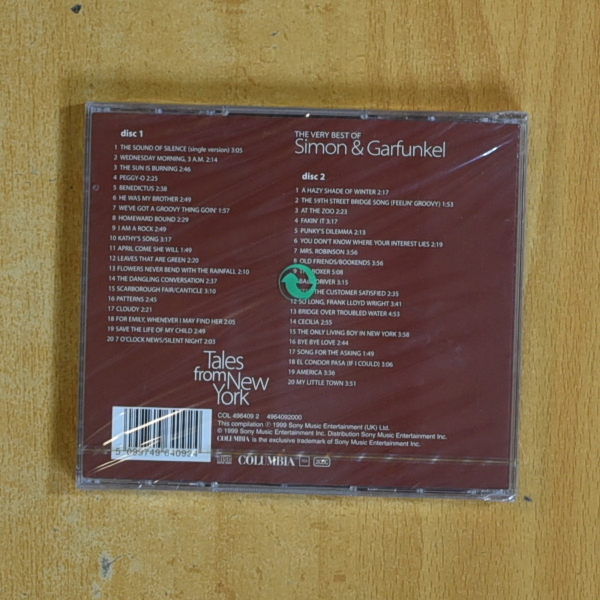 disc 1
1 THE SOUND OF SILENCE (single version) 3:05
2 WEDNESDAY MORNING, 3 A.M. 2:14
3 THE SUN IS BURNING 2:46
4 PEGGY-O 2:25
5 BENEDICTUS 2:38
6 HE WAS MY BROTHER 2:49
7 WE'VE GOT A GROOVY THING GOIN' 1:57
8 HOMEWARD BOUND 2:29
9 I AM A ROCK 2:49
10 KATHY'S SONG 3:17
11 APRIL COME SHE WILL 1:49
12 LEAVES THAT ARE GREEN 2:20
13 FLOWERS NEVER BEND WITH THE RAINFALL 2:10
14 THE DANGLING CONVERSATION 2:37
15 SCARBOROUGH FAIR/CANTICLE 3:10
16 PATTERNS 2:45
17 CLOUDY 2:21
18 FOR EMILY, WHENEVER I MAY FIND HER 2:05
19 SAVE THE LIFE OF MY CHILD 2:49
20 7 O'CLOCK NEWS/SILENT NIGHT 2:03
THE VERY BEST OF
Simon & Garfunkel
disc 2
1 A HAZY SHADE OF WINTER 2:17
2 THE 59TH STREET BRIDGE SONG (FEELIN' GROOVY) 1:53
3 AT THE ZOO 2:23
4 FAKIN' IT 3:17
5 PUNKY'S DILEMMA 2:13
6 YOU DON'T KNOW WHERE YOUR INTEREST LIES 2:19
7 MRS. ROBINSON 3:56
8 OLD FRIENDS/BOOKENDS 3:56
9 BOXER 5:08
DRIVER 3:15
THE CUSTOMER SATISFIED 2:35
12 SO LONG, FRANK LLOYD WRIGHT 3:41
13 BRIDGE OVER TROUBLED WATER 4:53
14 CECILIA 2:55
15 THE ONLY LIVING BOY IN NEW YORK 3:58
16 BYE BYE LOVE 2:44
17 SONG FOR THE ASKING 1:49
18 EL CONDOR PASA (IF I COULD) 3:06
19 AMERICA 3:36
20 MY LITTLE TOWN 3:51
Tales
from New
York
COL 496409 2 4964092000
This compilation ℗ 1999 Sony Music Entertainment (UK) Ltd.
© 1999 Sony Music Entertainment Inc. Distribution Sony Music Entertainment Inc.
COLUMBIA is the exclusive trademark of Sony Music Entertainment Inc.
5 099749 640924
COLUMBIA